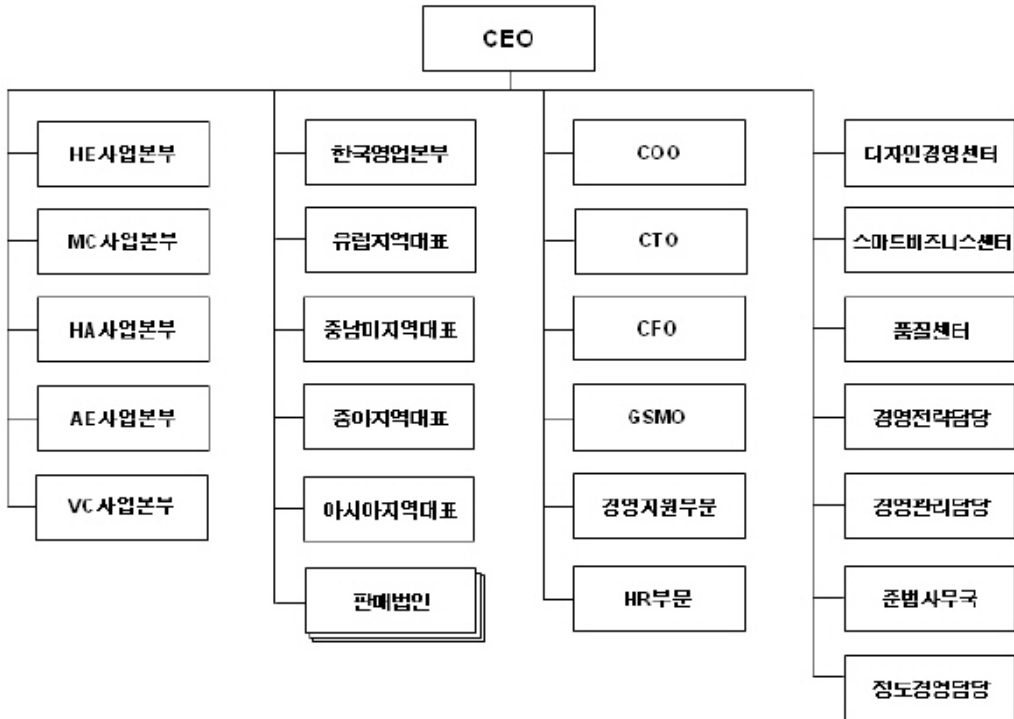 CEO
HE사업본부
MC사업본부
HA사업본부
AE사업본부
VC사업본부
한국영업본부
유럽지역대표
중남미지역대표
중아지역대표
아시아지역대표
판매법인
COO
CTO
CFO
GSMO
경영지원부문
HR부문
디자인경영센터
스마트비즈니스센터
품질센터
경영전략담당
경영관리담당
준법사무국
정도경영담당